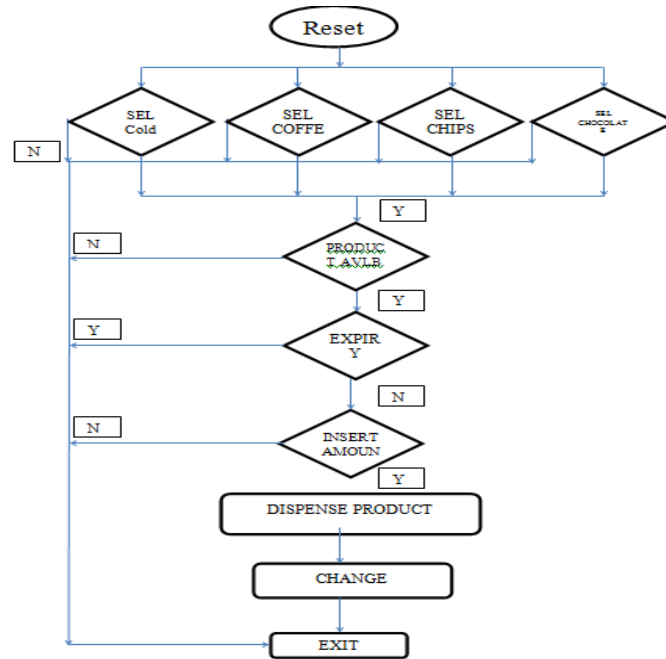 Reset
SEL
Cold
SEL
COFFE
SEL
CHIPS
SEL
CHOCOLAT
E
N
Y
N
PRODUC
T AVLB
Y
Y
EXPIR
Y
N
N
INSERT
AMOUN
Y
DISPENSE PRODUCT
CHANGE
EXIT